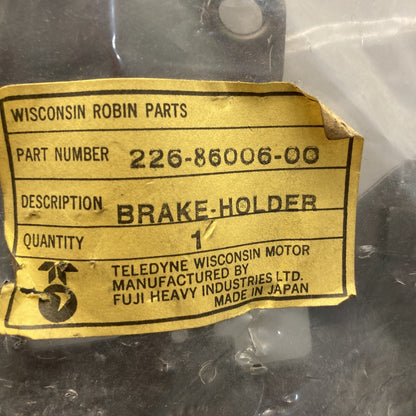 WISCONSIN ROBIN PARTS
PART NUMBER 226-86006-00
DESCRIPTION BRAKE-HOLDER
QUANTITY 1
TELEDYNE WISCONSIN MOTOR
MANUFACTURED BY
FUJI HEAVY INDUSTRIES LTD.
MADE IN JAPAN